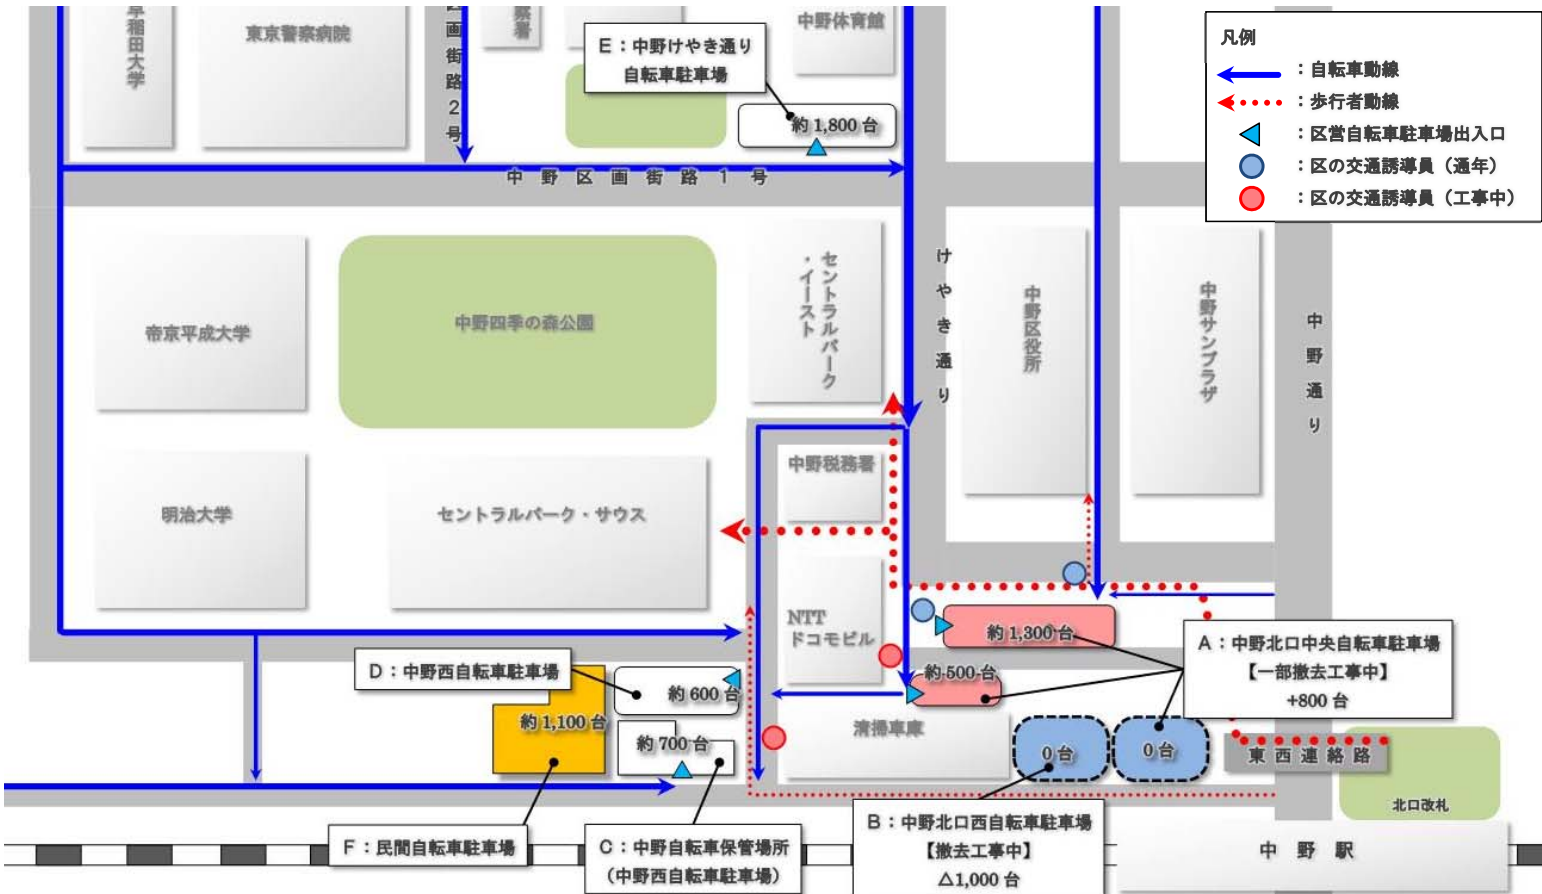 早稲田大学
東京警察病院
区画街路2号
察署
中野体育館
E：中野けやき通り
自転車駐車場
約1,800台
凡例
：自転車動線
：歩行者動線
：区営自転車駐車場出入口
：区の交通誘導員（通年）
：区の交通誘導員（工事中）
中野区画街路1号
帝京平成大学
中野四季の森公園
セントラルパーク
・イースト
けやき通り
中野区役所
中野サンプラザ
中野通り
明治大学
セントラルパーク・サウス
中野税務署
NTT
ドコモビル
約1,300台
約500台
A：中野北口中央自転車駐車場
【一部撤去工事中】
+800台
D：中野西自転車駐車場
約600台
約1,100台
約700台
清掃車庫
0台
0台
東西連絡路
北口改札
F：民間自転車駐車場
C：中野自転車保管場所
（中野西自転車駐車場）
B：中野北口西自転車駐車場
【撤去工事中】
△1,000台
中野駅